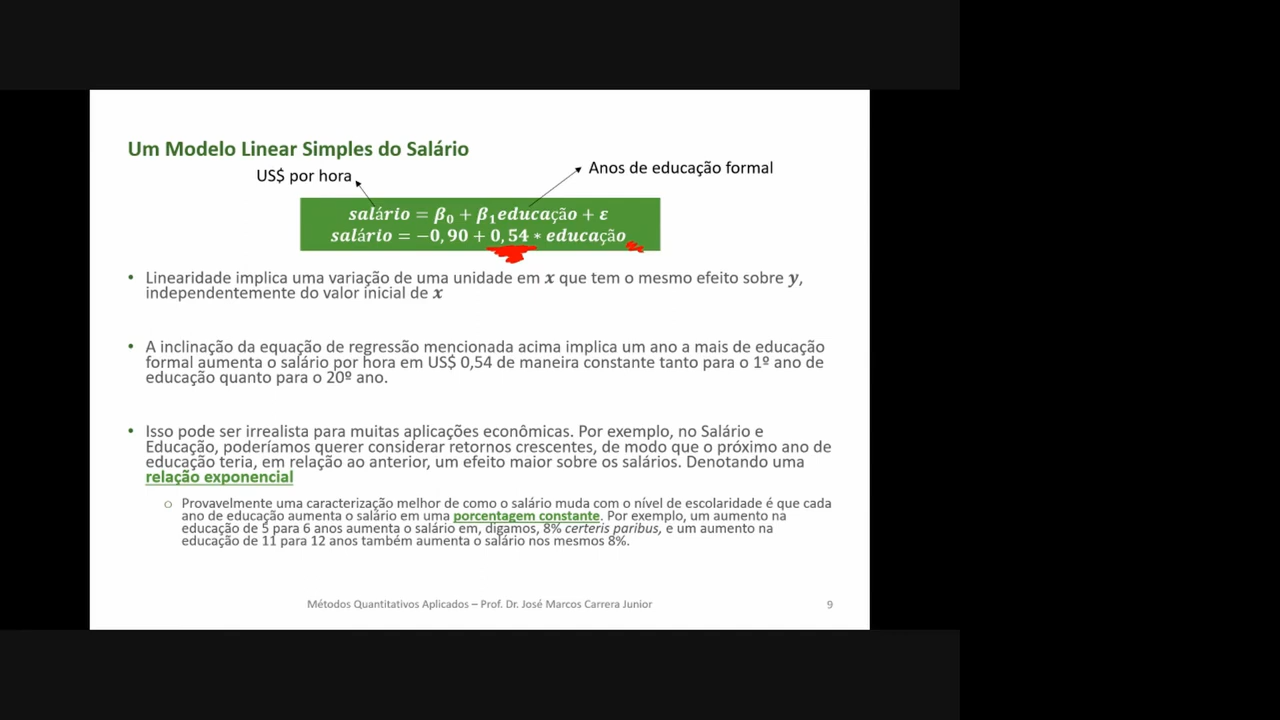 Um Modelo Linear Simples do Salário
US$ por hora
Anos de educação formal
salário = β₀ + β₁educação + ε
salário = −0,90 + 0,54 * educação
• Linearidade implica uma variação de uma unidade em x que tem o mesmo efeito sobre y,
independentemente do valor inicial de x
• A inclinação da equação de regressão mencionada acima implica um ano a mais de educação
formal aumenta o salário por hora em US$ 0,54 de maneira constante tanto para o 1º ano de
educação quanto para o 20º ano.
• Isso pode ser irrealista para muitas aplicações econômicas. Por exemplo, no Salário e
Educação, poderíamos querer considerar retornos crescentes, de modo que o próximo ano de
educação teria, em relação ao anterior, um efeito maior sobre os salários. Denotando uma
relação exponencial
o Provavelmente uma caracterização melhor de como o salário muda com o nível de escolaridade é que cada
ano de educação aumenta o salário em uma porcentagem constante. Por exemplo, um aumento na
educação de 5 para 6 anos aumenta o salário em, digamos, 8% certeris paribus, e um aumento na
educação de 11 para 12 anos também aumenta o salário nos mesmos 8%.
Métodos Quantitativos Aplicados – Prof. Dr. José Marcos Carrera Junior
9